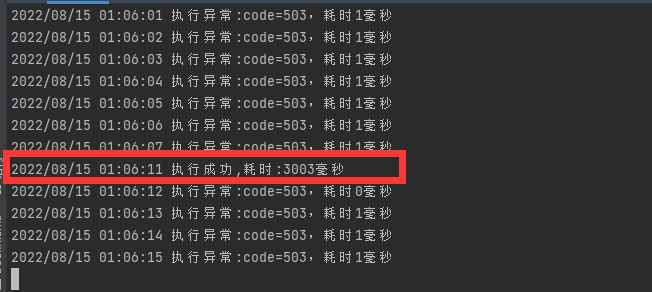 2022/08/15 01:06:01 执行异常:code=503，耗时1毫秒
2022/08/15 01:06:02 执行异常:code=503，耗时1毫秒
2022/08/15 01:06:03 执行异常:code=503，耗时1毫秒
2022/08/15 01:06:04 执行异常:code=503，耗时1毫秒
2022/08/15 01:06:05 执行异常:code=503，耗时1毫秒
2022/08/15 01:06:06 执行异常:code=503，耗时1毫秒
2022/08/15 01:06:07 执行异常:code=503，耗时1毫秒
2022/08/15 01:06:11 执行成功,耗时:3003毫秒
2022/08/15 01:06:12 执行异常:code=503，耗时0毫秒
2022/08/15 01:06:13 执行异常:code=503，耗时1毫秒
2022/08/15 01:06:14 执行异常:code=503，耗时1毫秒
2022/08/15 01:06:15 执行异常:code=503，耗时1毫秒